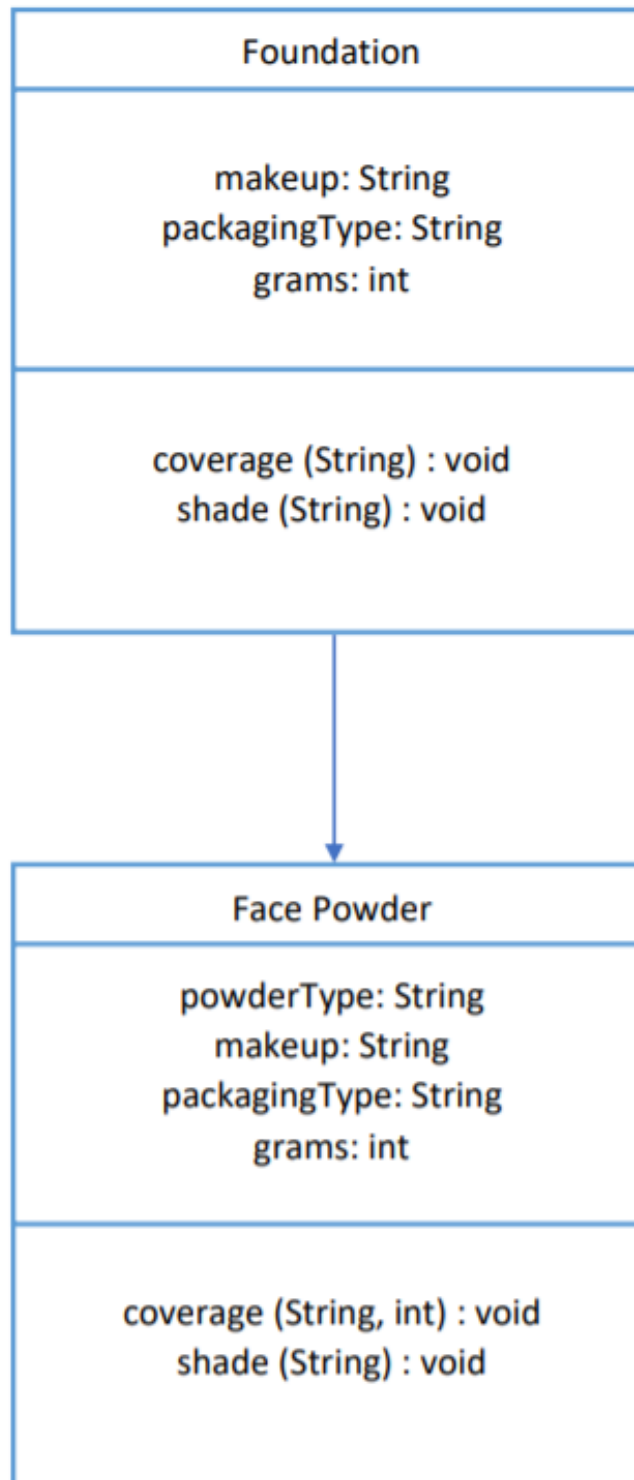 Foundation
makeup: String
packagingType: String
grams: int
coverage (String) : void
shade (String) : void
Face Powder
powderType: String
makeup: String
packagingType: String
grams: int
coverage (String, int) : void
shade (String) : void